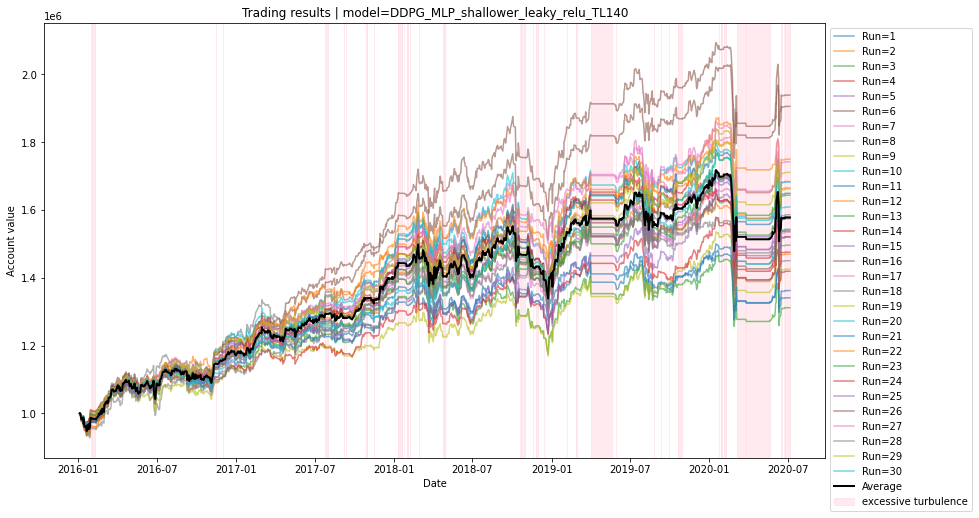 Trading results | model=DDPG_MLP_shallower_leaky_relu_TL140
1e6
2.0
1.8
1.6
1.4
1.2
1.0
Account value
2016-01 2016-07 2017-01 2017-07 2018-01 2018-07 2019-01 2019-07 2020-01 2020-07
Date
Run=1
Run=2
Run=3
Run=4
Run=5
Run=6
Run=7
Run=8
Run=9
Run=10
Run=11
Run=12
Run=13
Run=14
Run=15
Run=16
Run=17
Run=18
Run=19
Run=20
Run=21
Run=22
Run=23
Run=24
Run=25
Run=26
Run=27
Run=28
Run=29
Run=30
Average
excessive turbulence